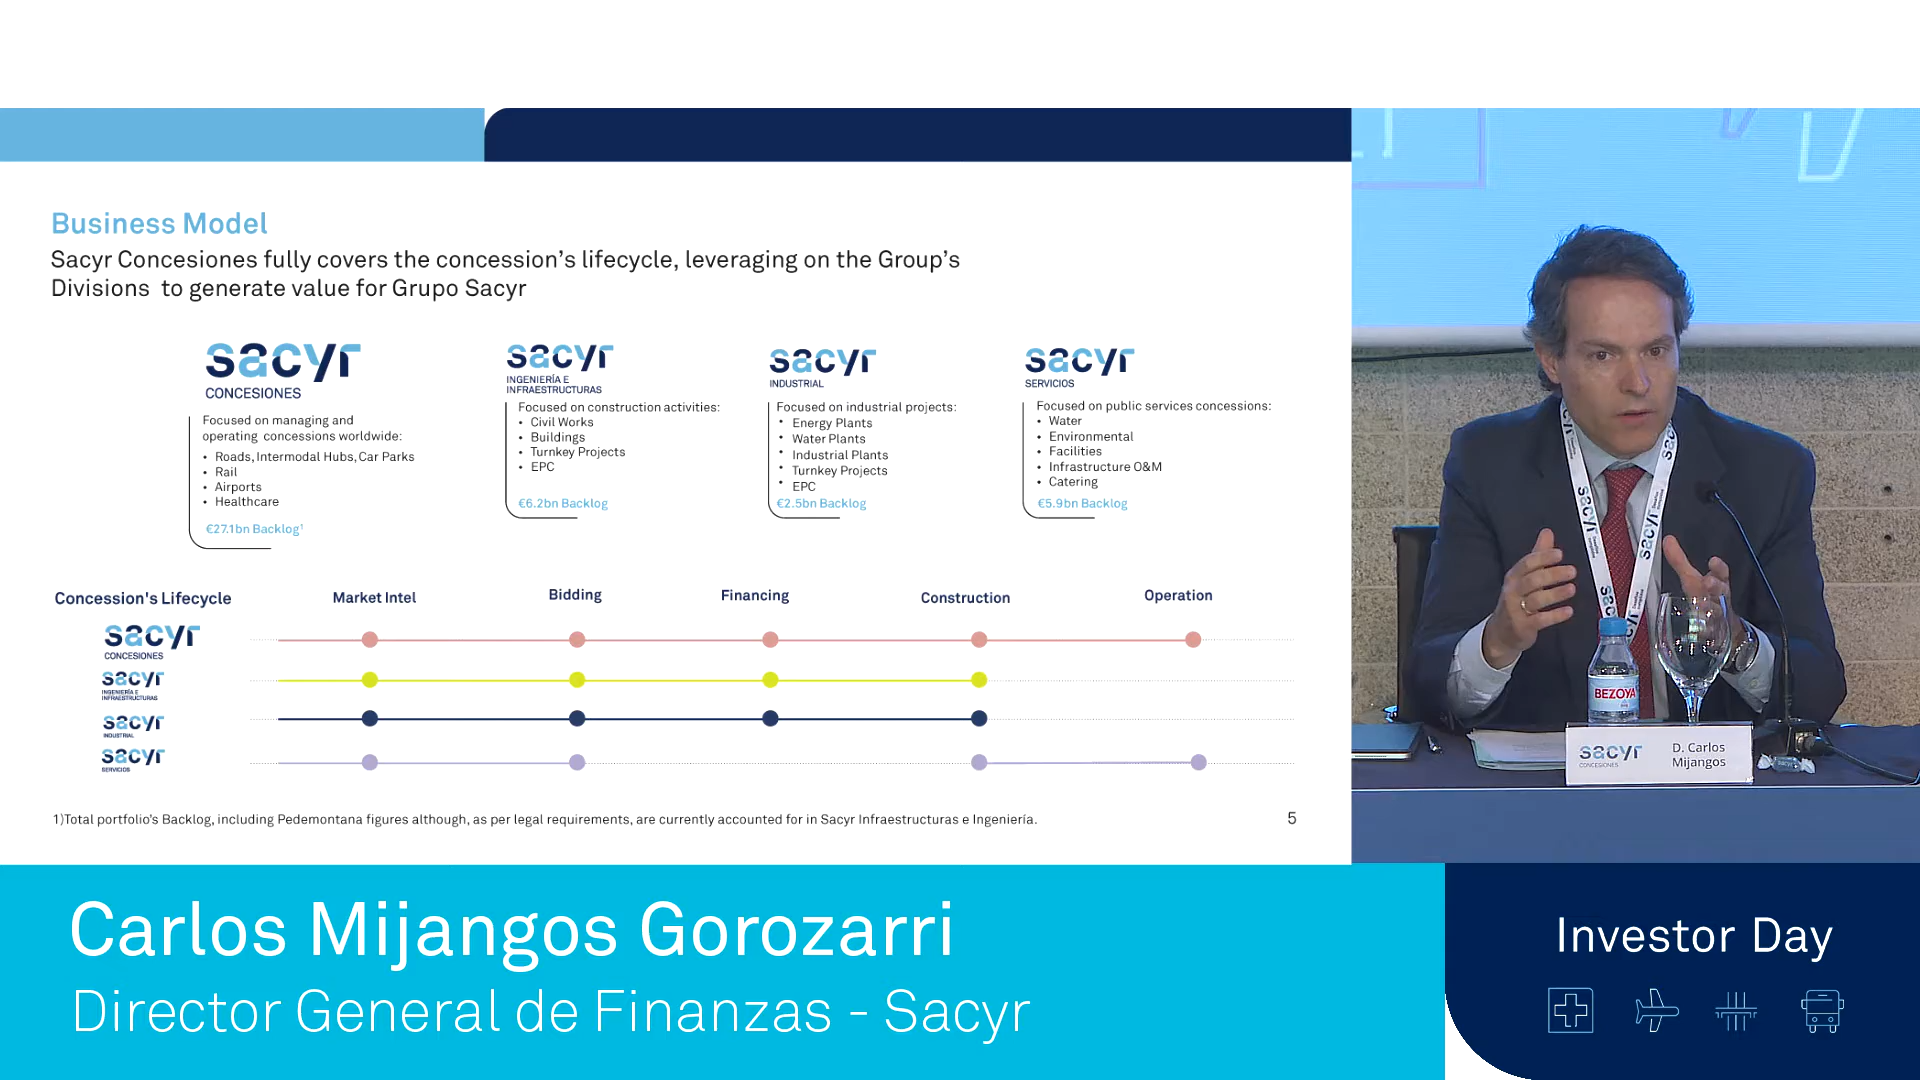 Business Model
Sacyr Concesiones fully covers the concession's lifecycle, leveraging on the Group's
Divisions to generate value for Grupo Sacyr
sacyr
CONCESIONES
Focused on managing and
operating concessions worldwide:
• Roads, Intermodal Hubs, Car Parks
• Rail
• Airports
• Healthcare
€27.1bn Backlog¹
sacyr
INGENIERÍA E
INFRAESTRUCTURAS
Focused on construction activities:
• Civil Works
• Buildings
• Turnkey Projects
• EPC
€6.2bn Backlog
sacyr
INDUSTRIAL
Focused on industrial projects:
• Energy Plants
• Water Plants
• Industrial Plants
• Turnkey Projects
• EPC
€2.5bn Backlog
sacyr
SERVICIOS
Focused on public services concessions:
• Water
• Environmental
• Facilities
• Infrastructure O&M
• Catering
€5.9bn Backlog
Concession's Lifecycle
Market Intel
Bidding
Financing
Construction
Operation
sacyr
CONCESIONES
sacyr
INGENIERÍA E
INFRAESTRUCTURAS
sacyr
INDUSTRIAL
sacyr
SERVICIOS
1)Total portfolio's Backlog, including Pedemontana figures although, as per legal requirements, are currently accounted for in Sacyr Infraestructuras e Ingeniería.
5
sacyr
sacyr
BEZOYA
sacyr
CONCESIONES
D. Carlos
Mijangos
Carlos Mijangos Gorozarri
Director General de Finanzas - Sacyr
Investor Day